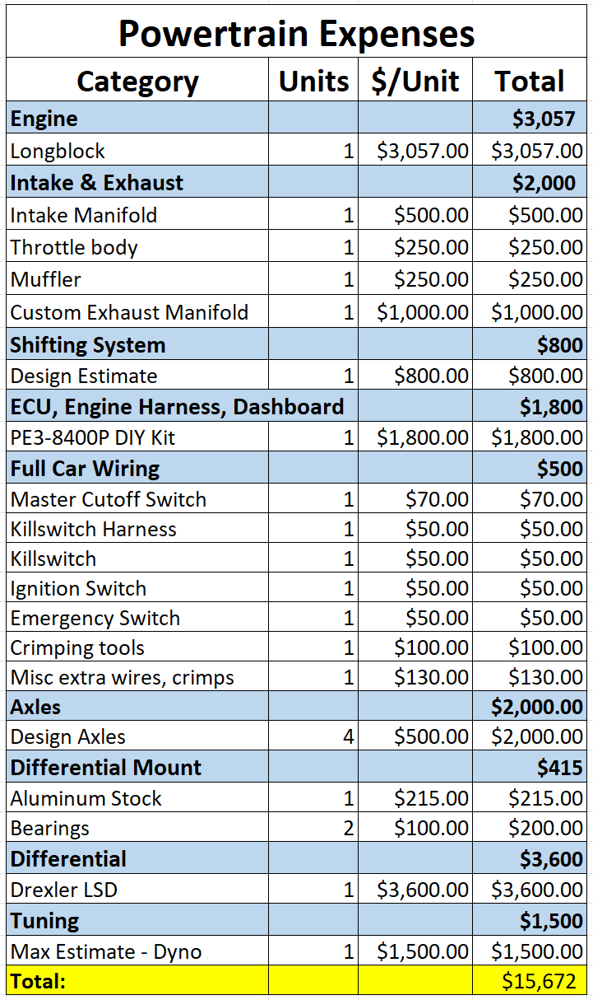 Powertrain Expenses
Category Units $/Unit Total
Engine $3,057
Longblock 1 $3,057.00 $3,057.00
Intake & Exhaust $2,000
Intake Manifold 1 $500.00 $500.00
Throttle body 1 $250.00 $250.00
Muffler 1 $250.00 $250.00
Custom Exhaust Manifold 1 $1,000.00 $1,000.00
Shifting System $800
Design Estimate 1 $800.00 $800.00
ECU, Engine Harness, Dashboard $1,800
PE3-8400P DIY Kit 1 $1,800.00 $1,800.00
Full Car Wiring $500
Master Cutoff Switch 1 $70.00 $70.00
Killswitch Harness 1 $50.00 $50.00
Killswitch 1 $50.00 $50.00
Ignition Switch 1 $50.00 $50.00
Emergency Switch 1 $50.00 $50.00
Crimping tools 1 $100.00 $100.00
Misc extra wires, crimps 1 $130.00 $130.00
Axles $2,000.00
Design Axles 4 $500.00 $2,000.00
Differential Mount $415
Aluminum Stock 1 $215.00 $215.00
Bearings 2 $100.00 $200.00
Differential $3,600
Drexler LSD 1 $3,600.00 $3,600.00
Tuning $1,500
Max Estimate - Dyno 1 $1,500.00 $1,500.00
Total: $15,672